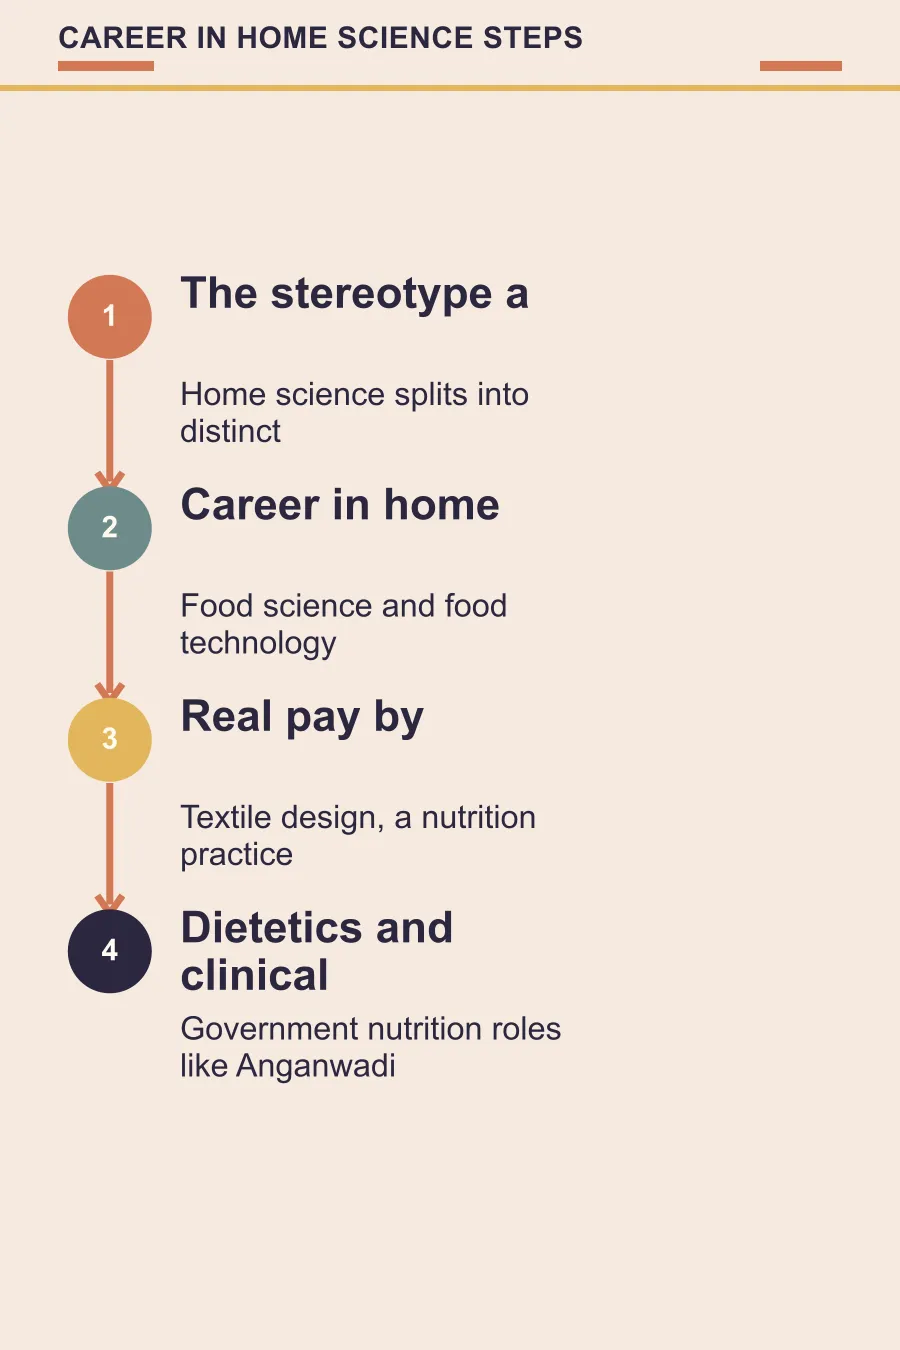 CAREER IN HOME SCIENCE STEPS
1
The stereotype a
Home science splits into
distinct
2
Career in home
Food science and food
technology
3
Real pay by
Textile design, a nutrition
practice
4
Dietetics and
clinical
Government nutrition roles
like Anganwadi